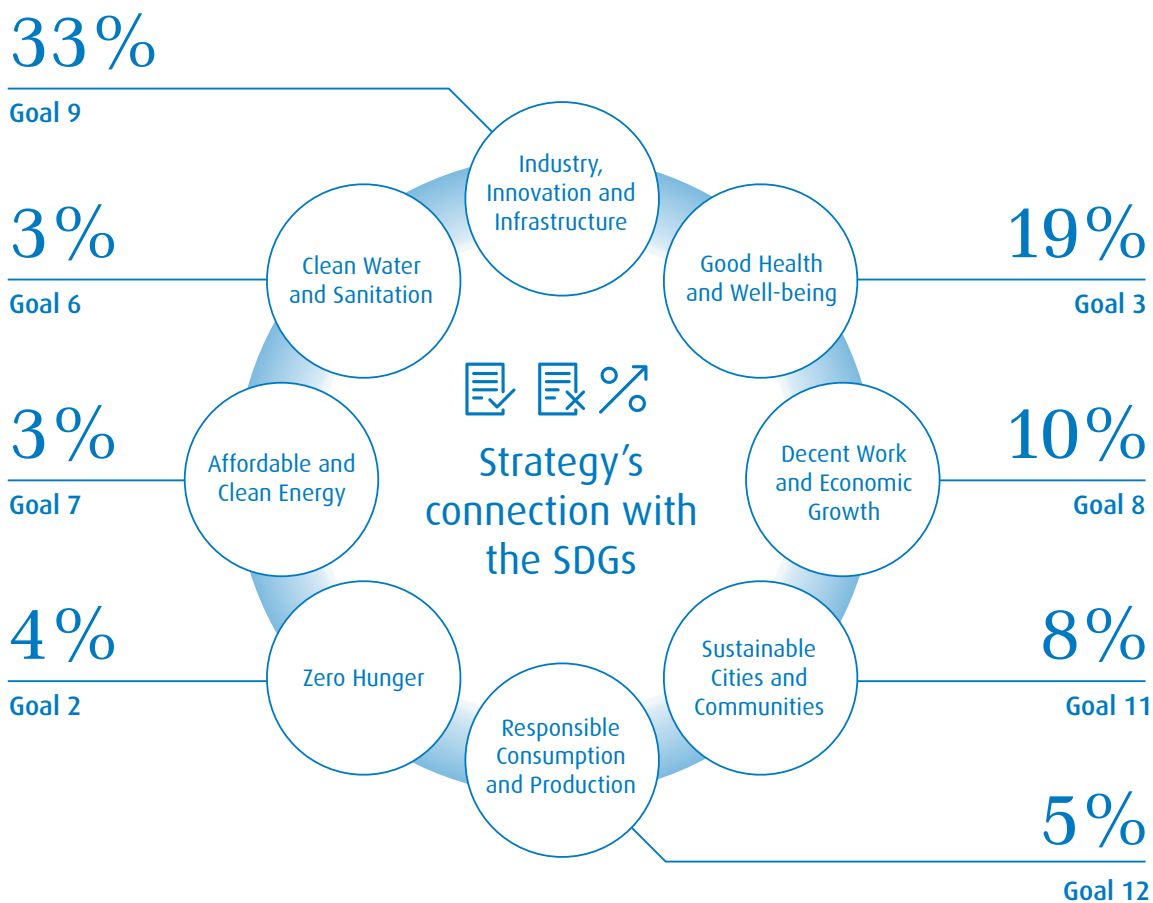 33%
Goal 9
Industry,
Innovation and
Infrastructure
3%
Goal 6
Clean Water
and Sanitation
Good Health
and Well-being
19%
Goal 3
3%
Goal 7
Affordable and
Clean Energy
Strategy's
connection with
the SDGs
Decent Work
and Economic
Growth
10%
Goal 8
4%
Goal 2
Zero Hunger
Sustainable
Cities and
Communities
8%
Goal 11
Responsible
Consumption
and Production
5%
Goal 12